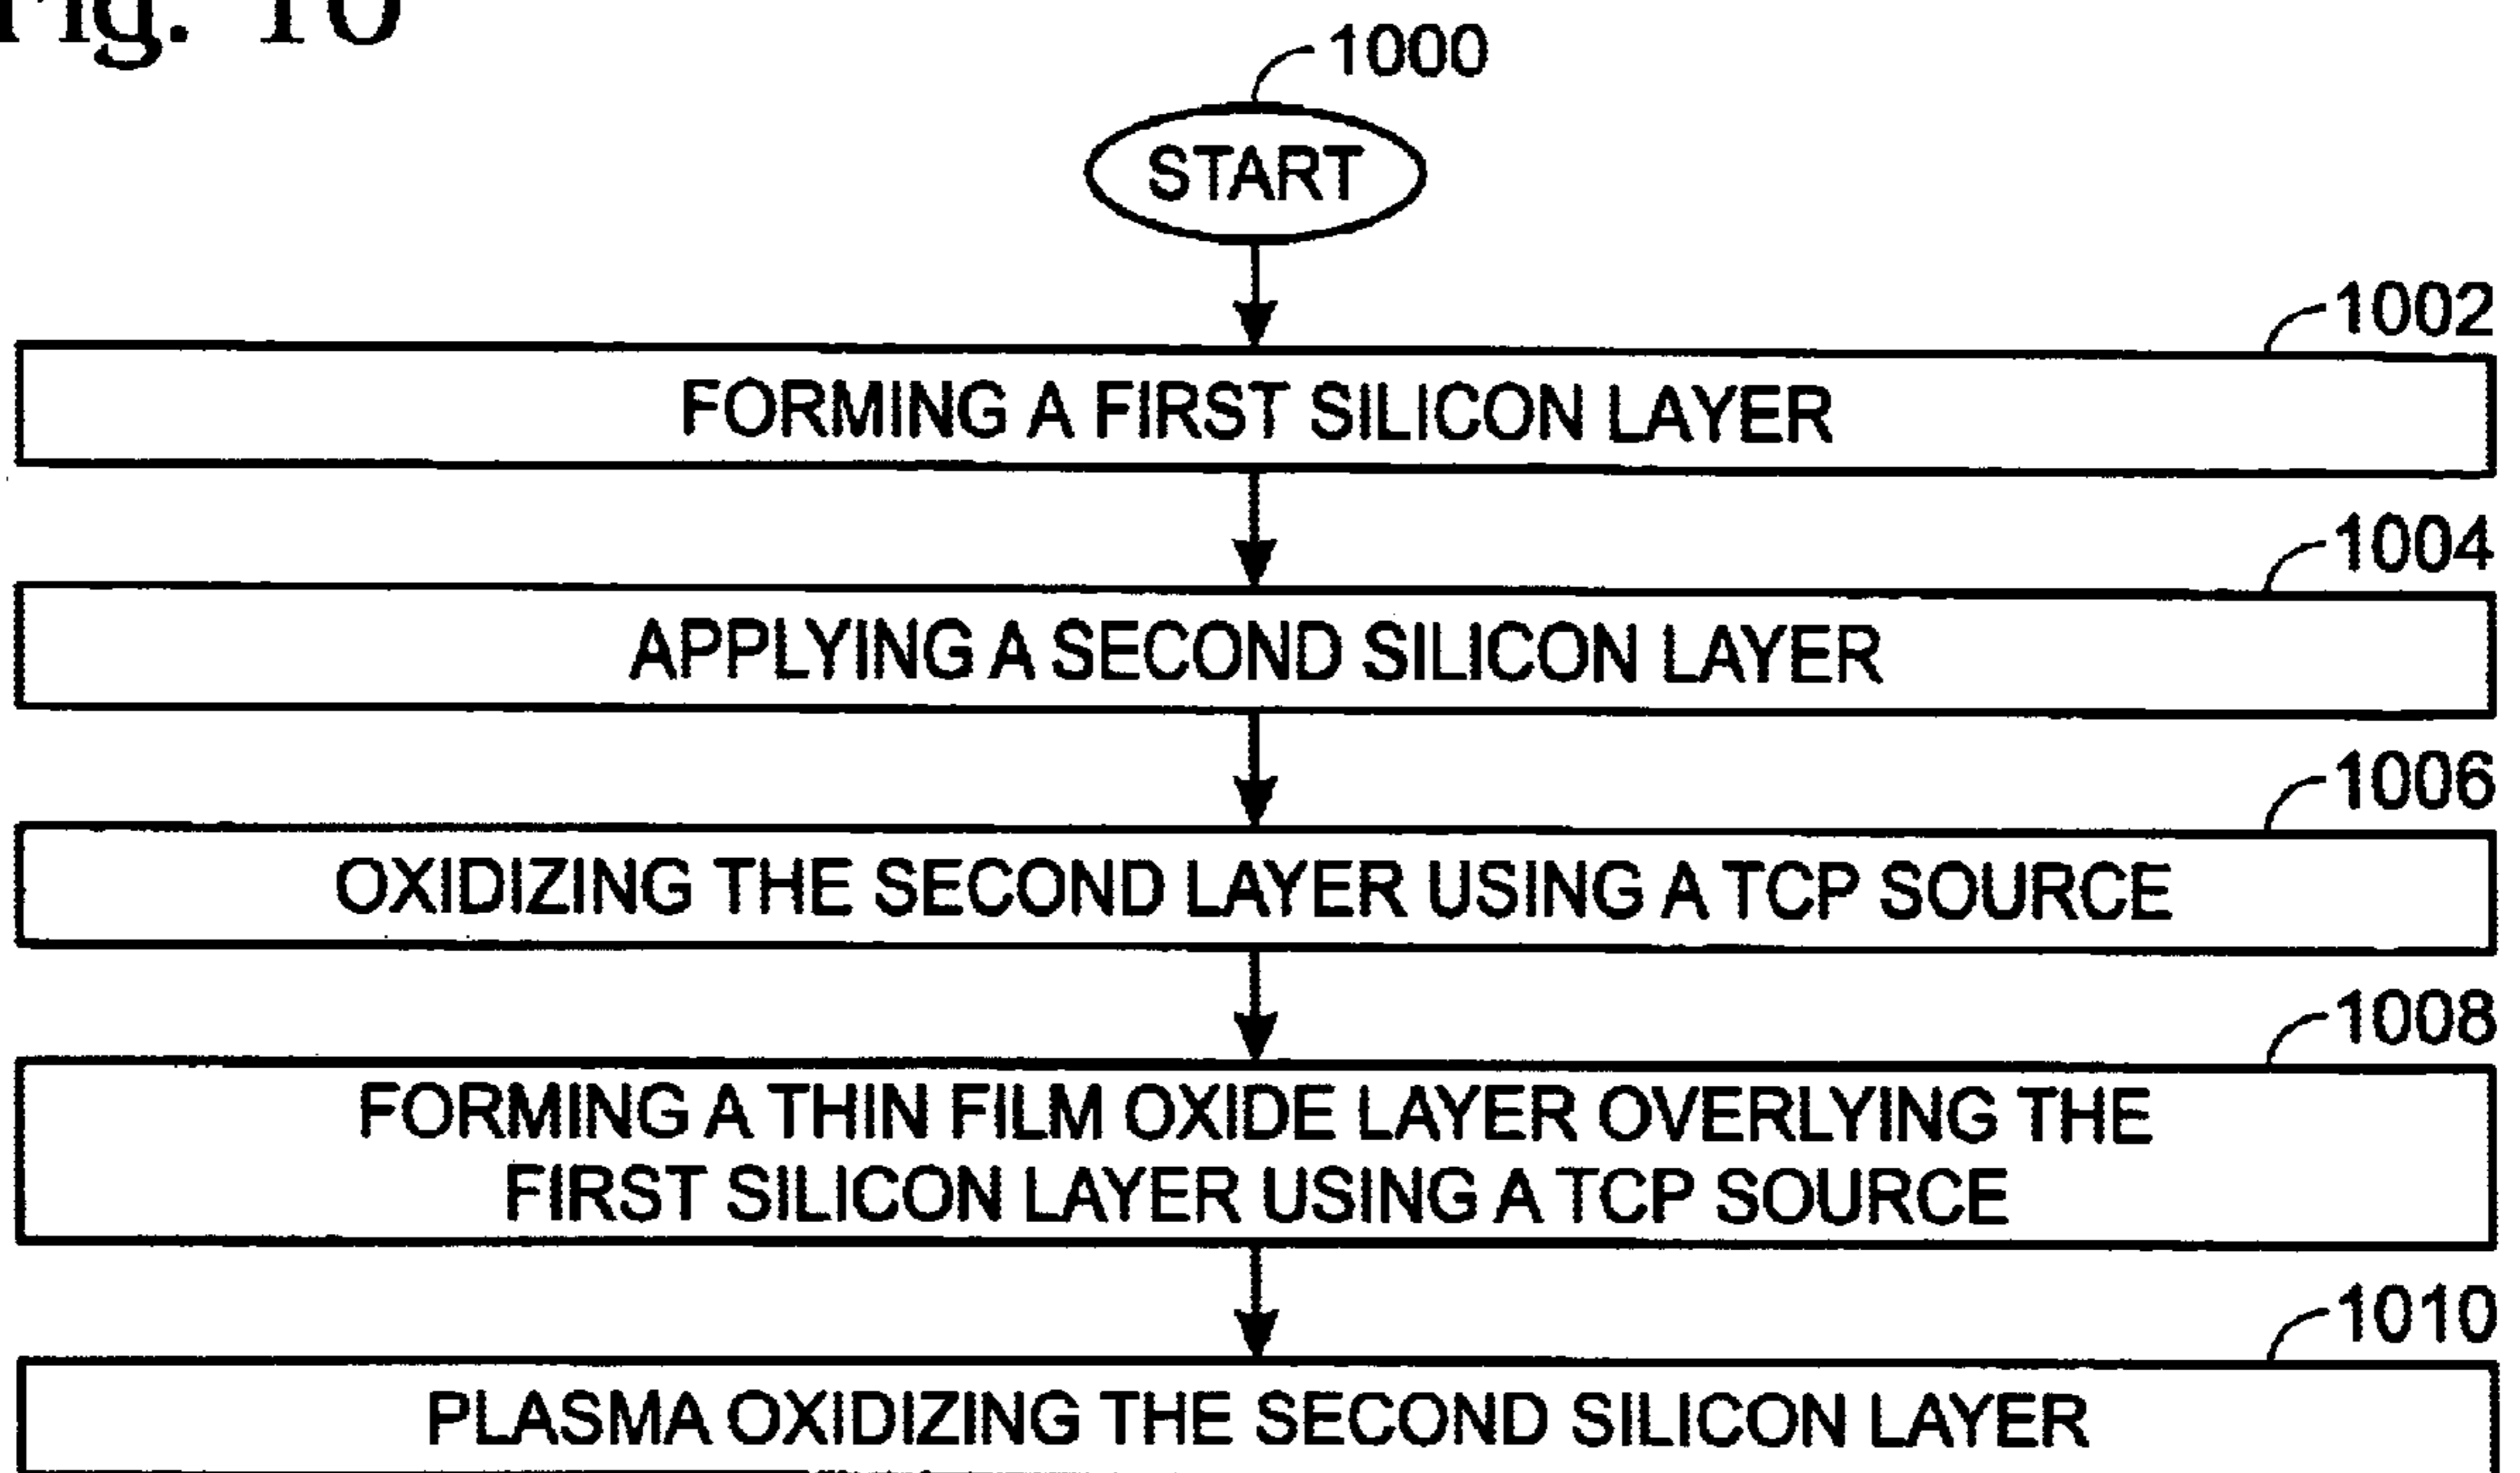 Fig. 10
1000
START
1002
FORMING A FIRST SILICON LAYER
1004
APPLYING A SECOND SILICON LAYER
1006
OXIDIZING THE SECOND LAYER USING A TCP SOURCE
1008
FORMING A THIN FILM OXIDE LAYER OVERLYING THE
FIRST SILICON LAYER USING A TCP SOURCE
1010
PLASMA OXIDIZING THE SECOND SILICON LAYER